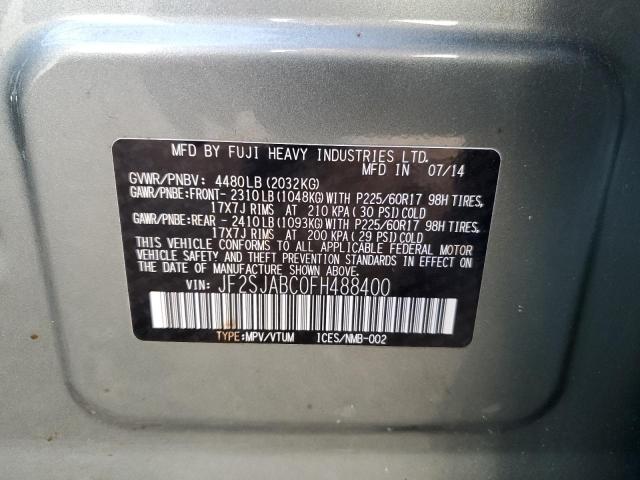 MFD BY FUJI HEAVY INDUSTRIES LTD.
MFD IN 07/14
GVWR/PNBV: 4480LB(2032KG)
GAWR/PNBE:FRONT-2310LB(1048KG)WITH P225/60R17 98H TIRES,
17X7J RIMS AT 210 KPA(30 PSI)COLD
GAWR/PNBE:REAR -2410LB(1093KG)WITH P225/60R17 98H TIRES,
17X7J RIMS AT 200 KPA(29 PSI)COLD
THIS VEHICLE CONFORMS TO ALL APPLICABLE FEDERAL MOTOR
VEHICLE SAFETY AND THEFT PREVENTION STANDARDS IN EFFECT ON
THE DATE OF MANUFACTURE SHOWN ABOVE.
VIN: JF2SJABC0FH488400
TYPE:MPV/VTUM ICES/NMB-002